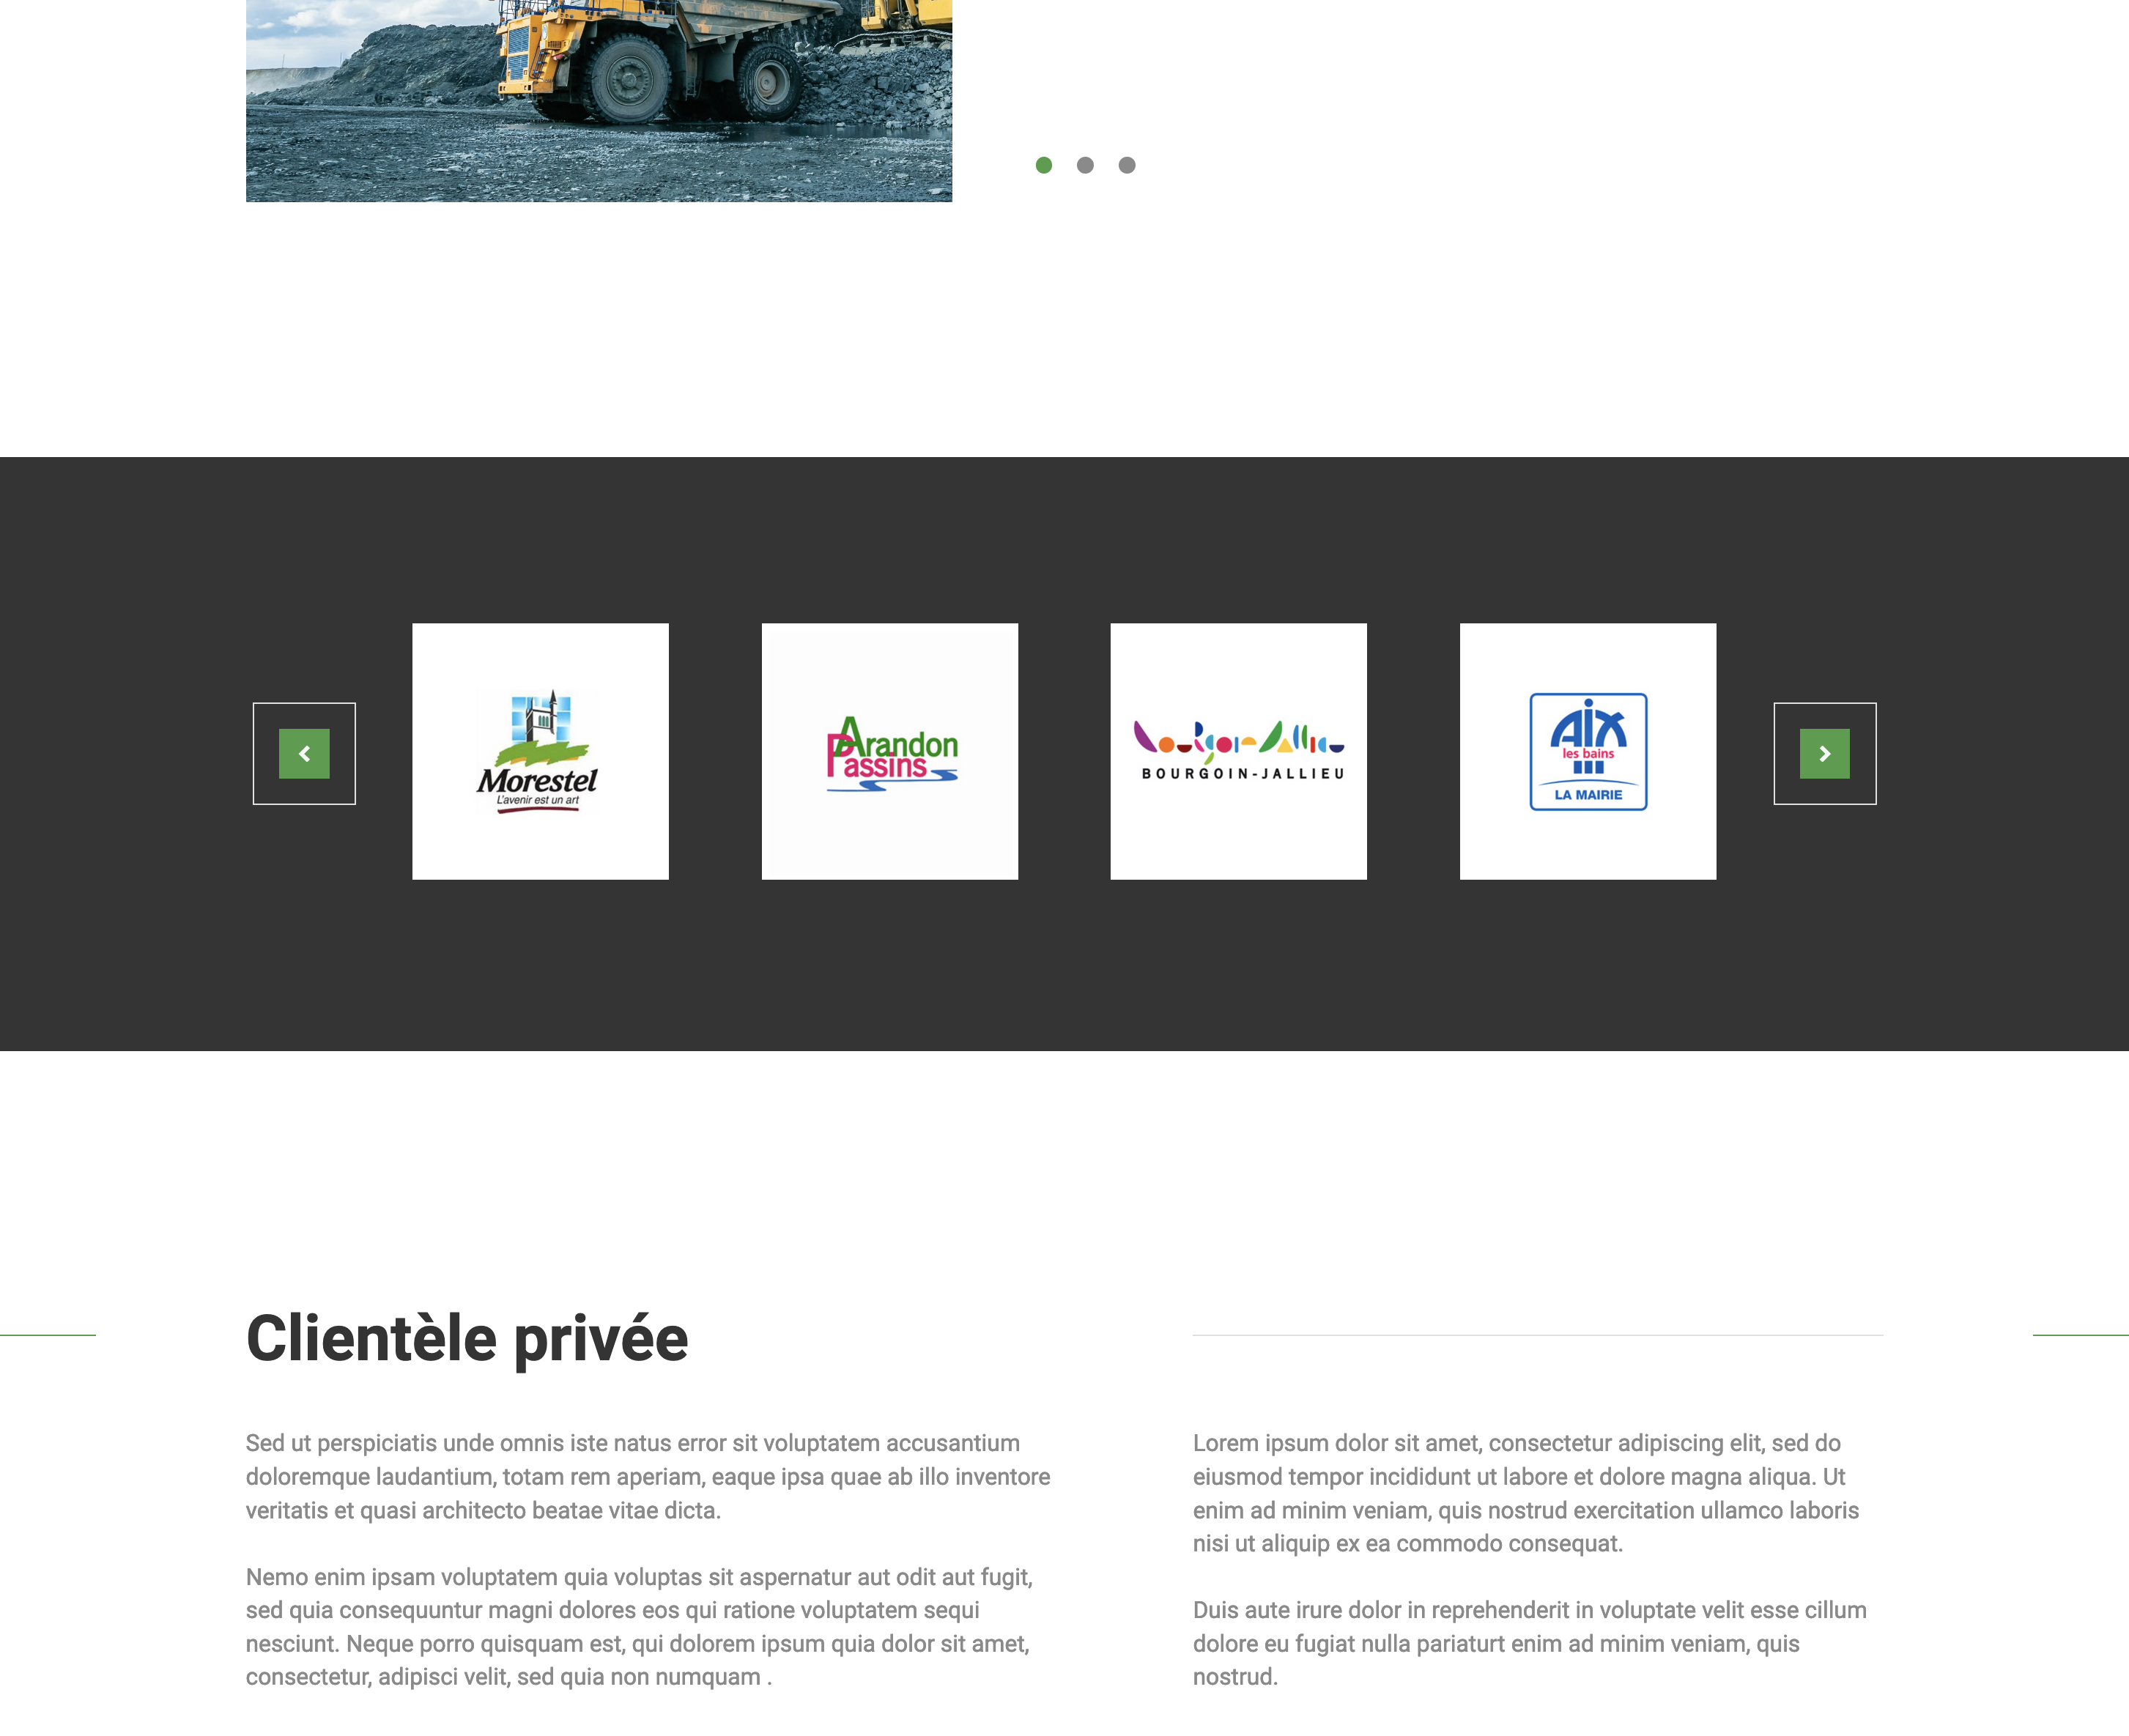 Morestel
L'avenir est un art
Arandon
Passins
BOURGOIN-JALLIEU
AIX
les bains
LA MAIRIE
Clientèle privée
Sed ut perspiciatis unde omnis iste natus error sit voluptatem accusantium
doloremque laudantium, totam rem aperiam, eaque ipsa quae ab illo inventore
veritatis et quasi architecto beatae vitae dicta.
Nemo enim ipsam voluptatem quia voluptas sit aspernatur aut odit aut fugit,
sed quia consequuntur magni dolores eos qui ratione voluptatem sequi
nesciunt. Neque porro quisquam est, qui dolorem ipsum quia dolor sit amet,
consectetur, adipisci velit, sed quia non numquam .
Lorem ipsum dolor sit amet, consectetur adipiscing elit, sed do
eiusmod tempor incididunt ut labore et dolore magna aliqua. Ut
enim ad minim veniam, quis nostrud exercitation ullamco laboris
nisi ut aliquip ex ea commodo consequat.
Duis aute irure dolor in reprehenderit in voluptate velit esse cillum
dolore eu fugiat nulla pariaturt enim ad minim veniam, quis
nostrud.